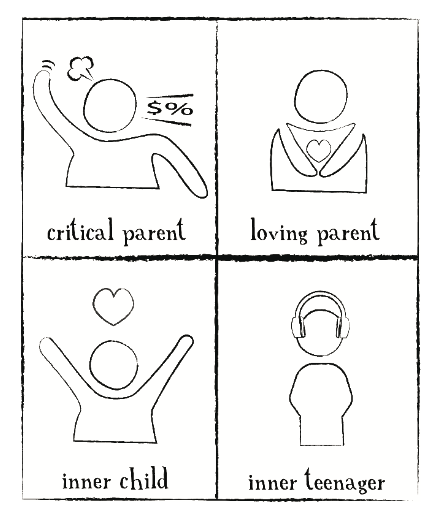 $%
critical parent
loving parent
inner child
inner teenager